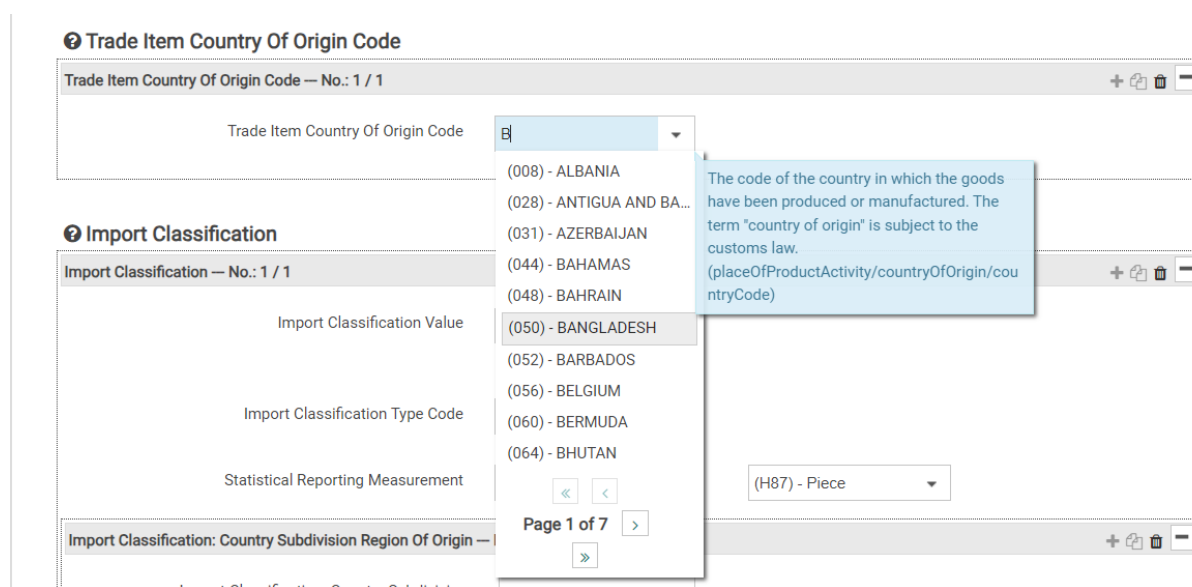 Trade Item Country Of Origin Code
Trade Item Country Of Origin Code — No.: 1 / 1
Trade Item Country Of Origin Code
B
(008) - ALBANIA
(028) - ANTIGUA AND BA...
(031) - AZERBAIJAN
(044) - BAHAMAS
(048) - BAHRAIN
(050) - BANGLADESH
(052) - BARBADOS
(056) - BELGIUM
(060) - BERMUDA
(064) - BHUTAN
Page 1 of 7
The code of the country in which the goods
have been produced or manufactured. The
term "country of origin" is subject to the
customs law.
(placeOfProductActivity/countryOfOrigin/cou
ntryCode)
Import Classification
Import Classification — No.: 1 / 1
Import Classification Value
Import Classification Type Code
Statistical Reporting Measurement
(H87) - Piece
Import Classification: Country Subdivision Region Of Origin —